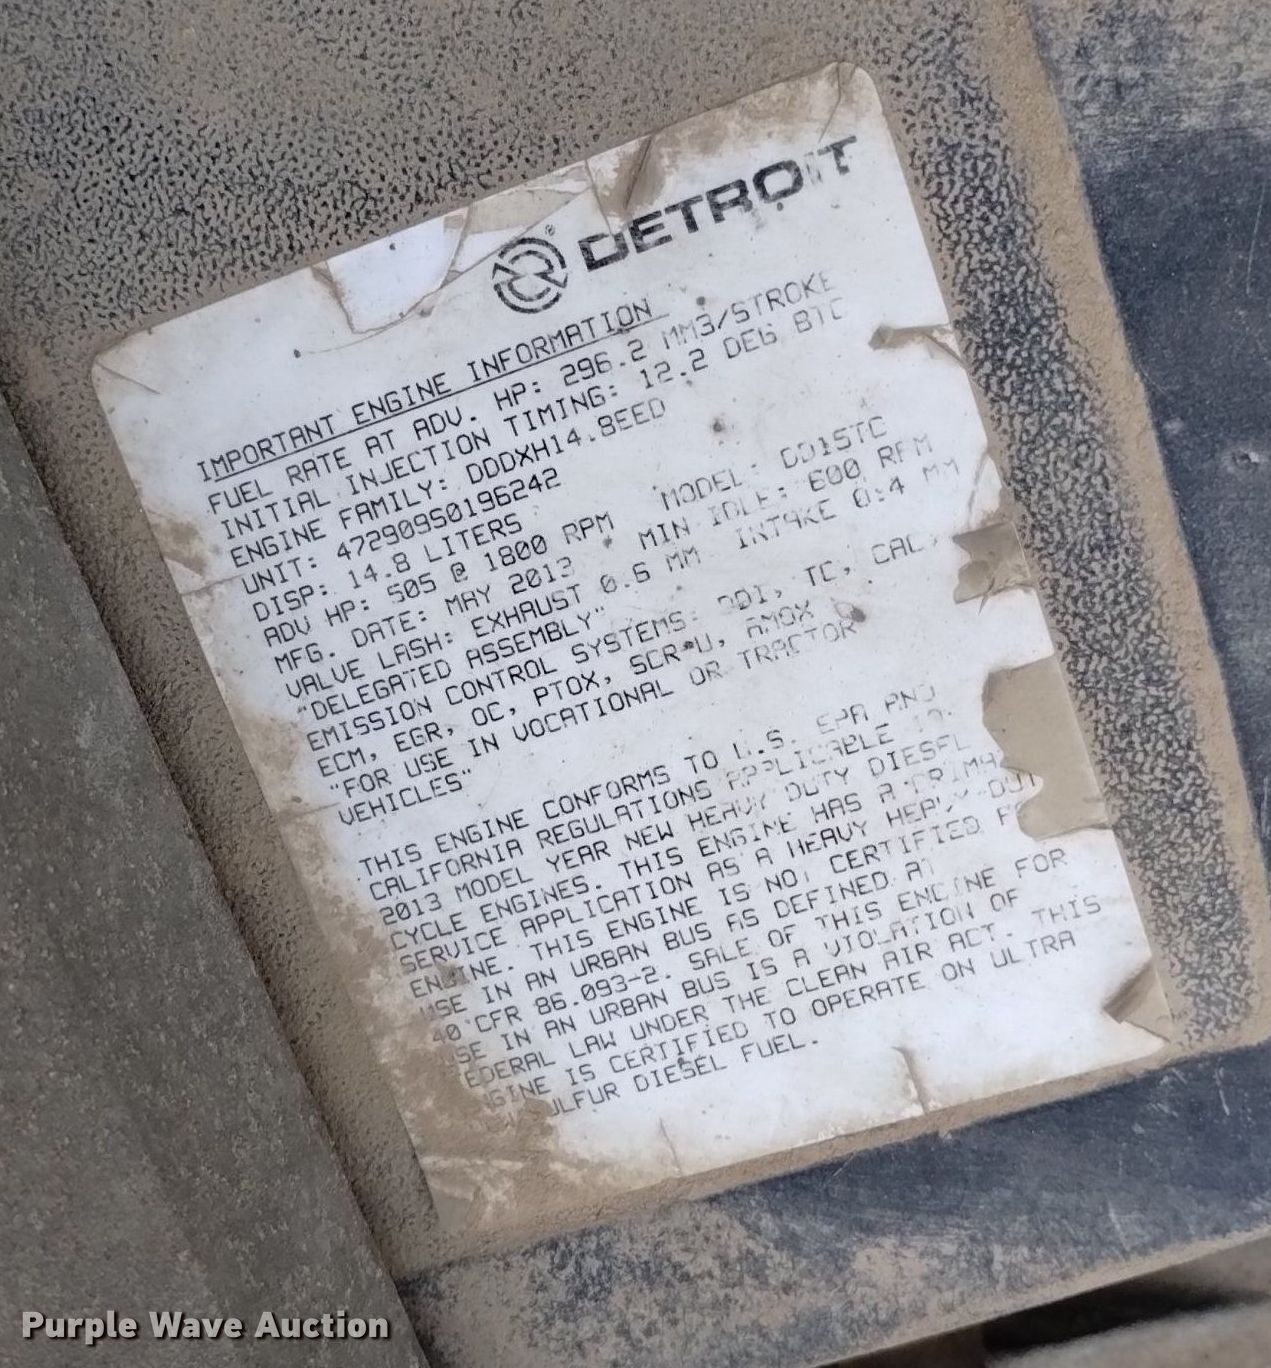 DETROIT
IMPORTANT ENGINE INFORMATION
FUEL RATE AT ADV. HP: 296.2 MM3/STROKE
INITIAL INJECTION TIMING: 12.2 DEG BTC
ENGINE FAMILY: DDDXH14.8EED
UNIT: 472909S0196242
DISP: 14.8 LITERS MODEL: DD15TC
ADV HP: 505 @ 1800 RPM MIN IDLE: 600 RPM
MFG. DATE: MAY 2013
VALVE LASH: EXHAUST 0.6 MM INTAKE 0.4 MM
"DELEGATED ASSEMBLY"
EMISSION CONTROL SYSTEMS: DDI, TC, CAC,
ECM, EGR, OC, PTOX, SCR-U, AMOX
"FOR USE IN VOCATIONAL OR TRACTOR
VEHICLES"
THIS ENGINE CONFORMS TO U.S. EPA AND
CALIFORNIA REGULATIONS APPLICABLE TO
2013 MODEL YEAR NEW HEAVY DUTY DIESEL
CYCLE ENGINES. THIS ENGINE HAS A
SERVICE APPLICATION AS A HEAVY HEAVY-DUTY
ENGINE. THIS ENGINE IS NOT CERTIFIED
USE IN AN URBAN BUS AS DEFINED AT
40 CFR 86.093-2. SALE OF THIS ENGINE FOR
USE IN AN URBAN BUS IS A VIOLATION OF
FEDERAL LAW UNDER THE CLEAN AIR ACT. THIS
ENGINE IS CERTIFIED TO OPERATE ON ULTRA
SULFUR DIESEL FUEL.
Purple Wave Auction